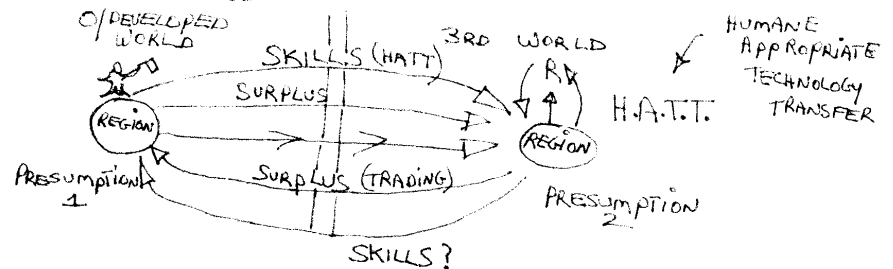 O/DEVELOPED
WORLD
SKILLS (HATT)
3RD WORLD
R
HUMANE
APPROPRIATE
TECHNOLOGY
TRANSFER
H.A.T.T.
SURPLUS
REGION
REGION
SURPLUS (TRADING)
PRESUMPTION
1
PRESUMPTION
2
SKILLS?